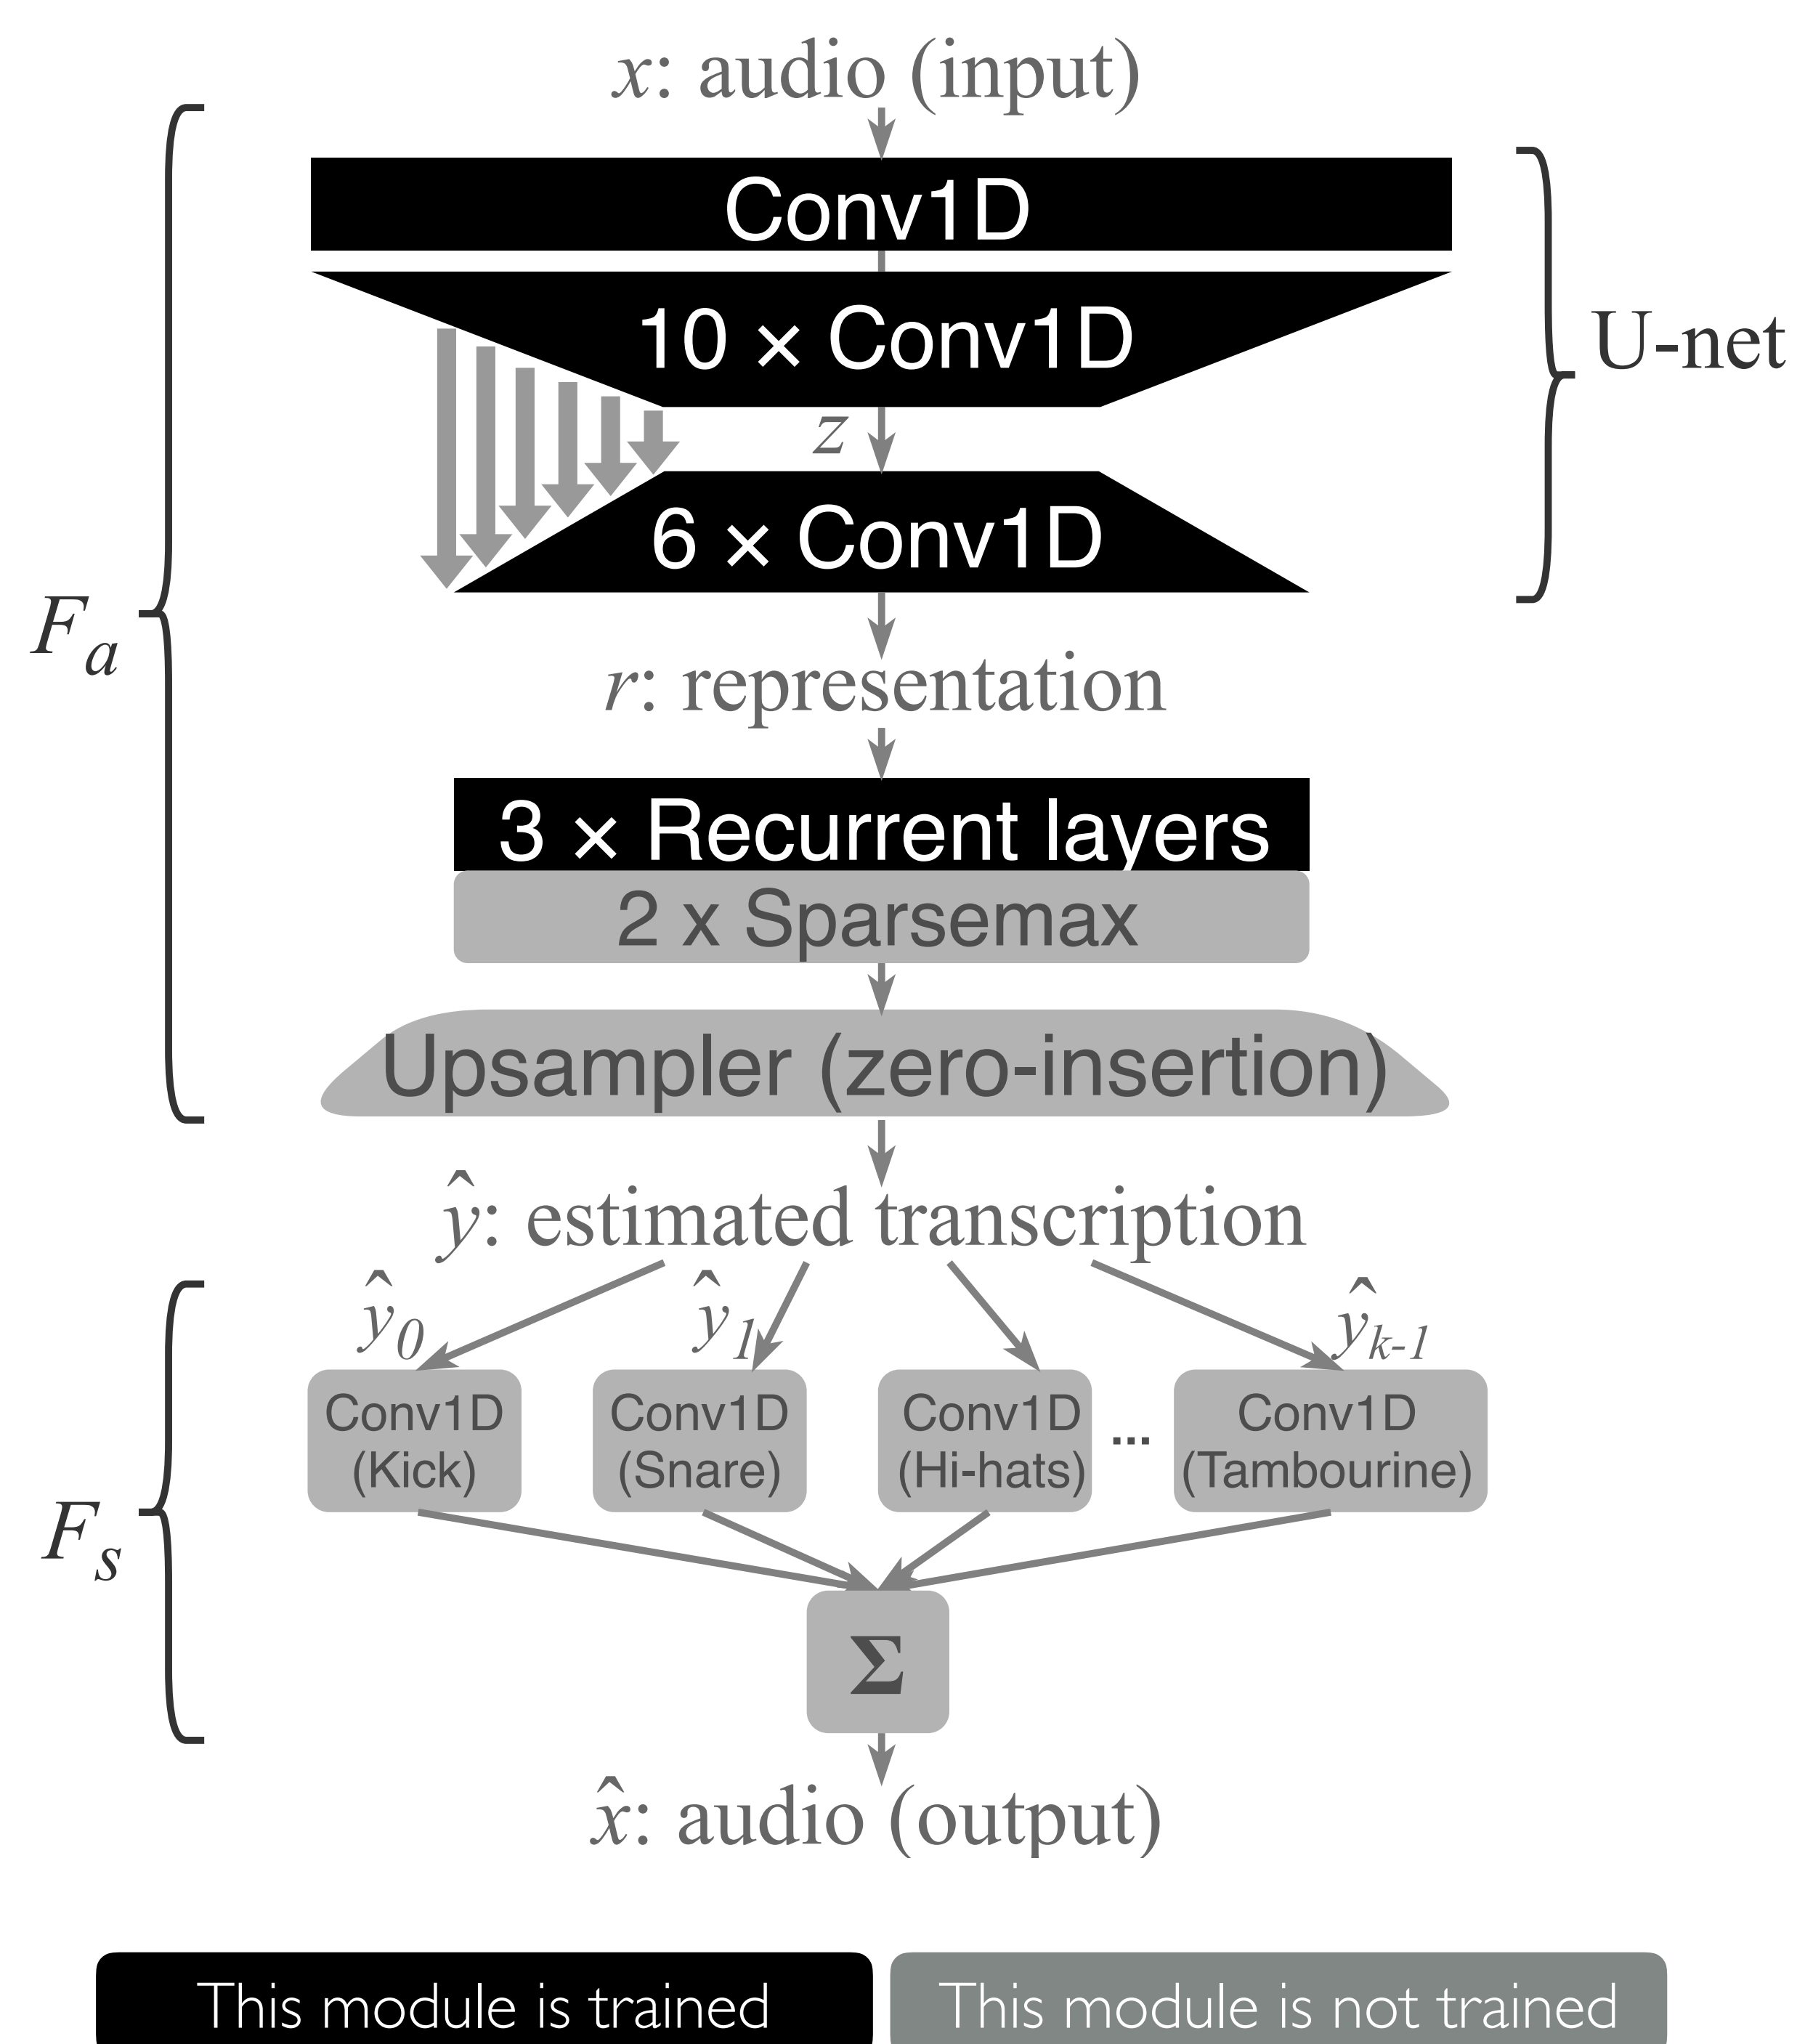 x: audio (input)
Conv1D
10 × Conv1D
U-net
z
6 × Conv1D
F_a
r: representation
3 × Recurrent layers
2 x Sparsemax
Upsampler (zero-insertion)
ŷ: estimated transcription
ŷ_0 ŷ_1 ŷ_{k-1}
Conv1D (Kick)
Conv1D (Snare)
Conv1D (Hi-hats)
...
Conv1D (Tambourine)
F_s
Σ
x̂: audio (output)
This module is trained
This module is not trained